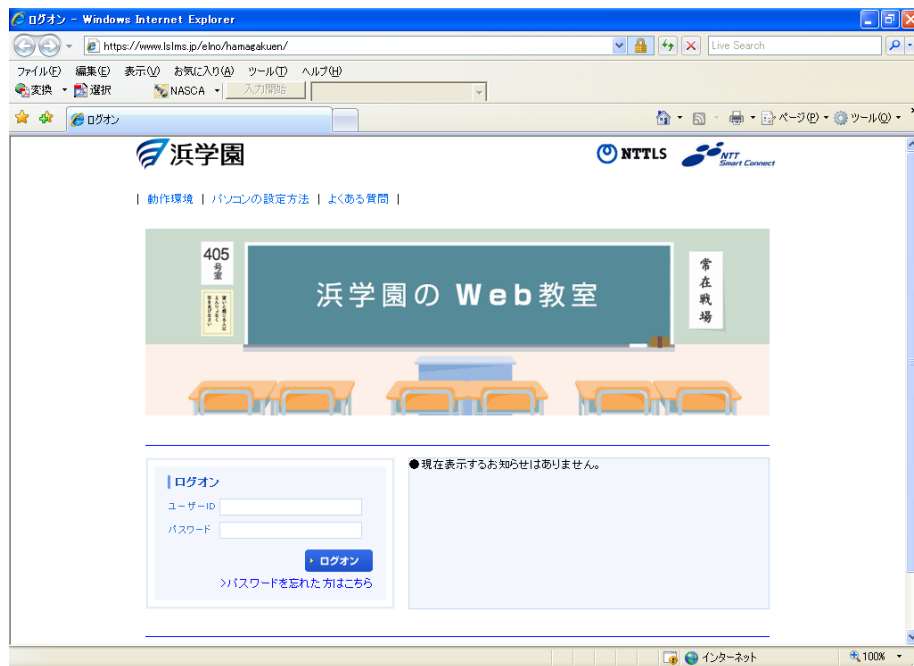 ログオン - Windows Internet Explorer
https://www.lslms.jp/elno/hamagakuen/
Live Search
ファイル(F) 編集(E) 表示(V) お気に入り(A) ツール(T) ヘルプ(H)
変換 選択 NASCA 入力開始
ログオン
ページ(P) ツール(O)
浜学園
NTTLS
NTT
Smart Connect
| 動作環境 | パソコンの設定方法 | よくある質問 |
405
号室
浜学園の Web教室
常在戦場
●現在表示するお知らせはありません。
ログオン
ユーザーID
パスワード
ログオン
>パスワードを忘れた方はこちら
インターネット
100%